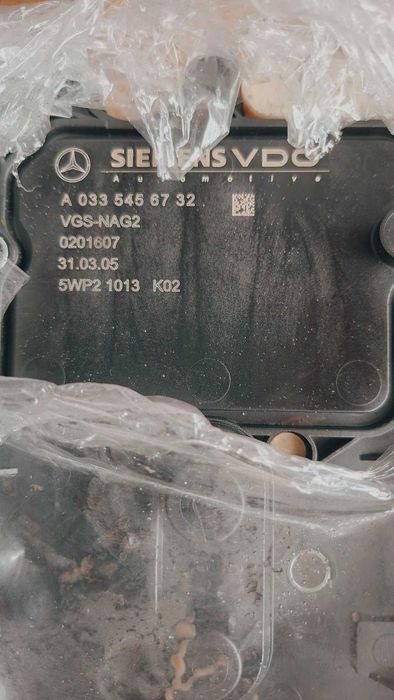 SIEMENS VDO
Automotive
A 033 545 67 32
VGS-NAG2
0201607
31.03.05
5WP2 1013 K02